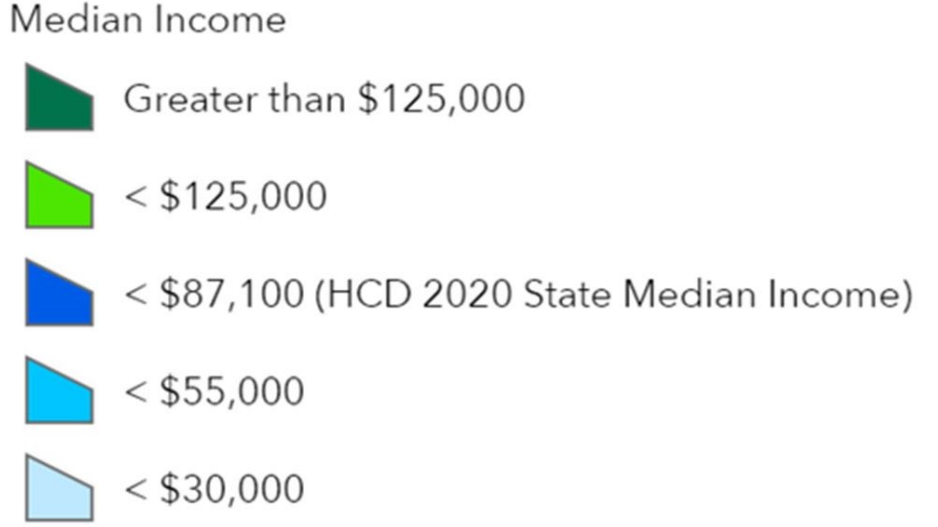 Median Income
Greater than $125,000
< $125,000
< $87,100 (HCD 2020 State Median Income)
< $55,000
< $30,000